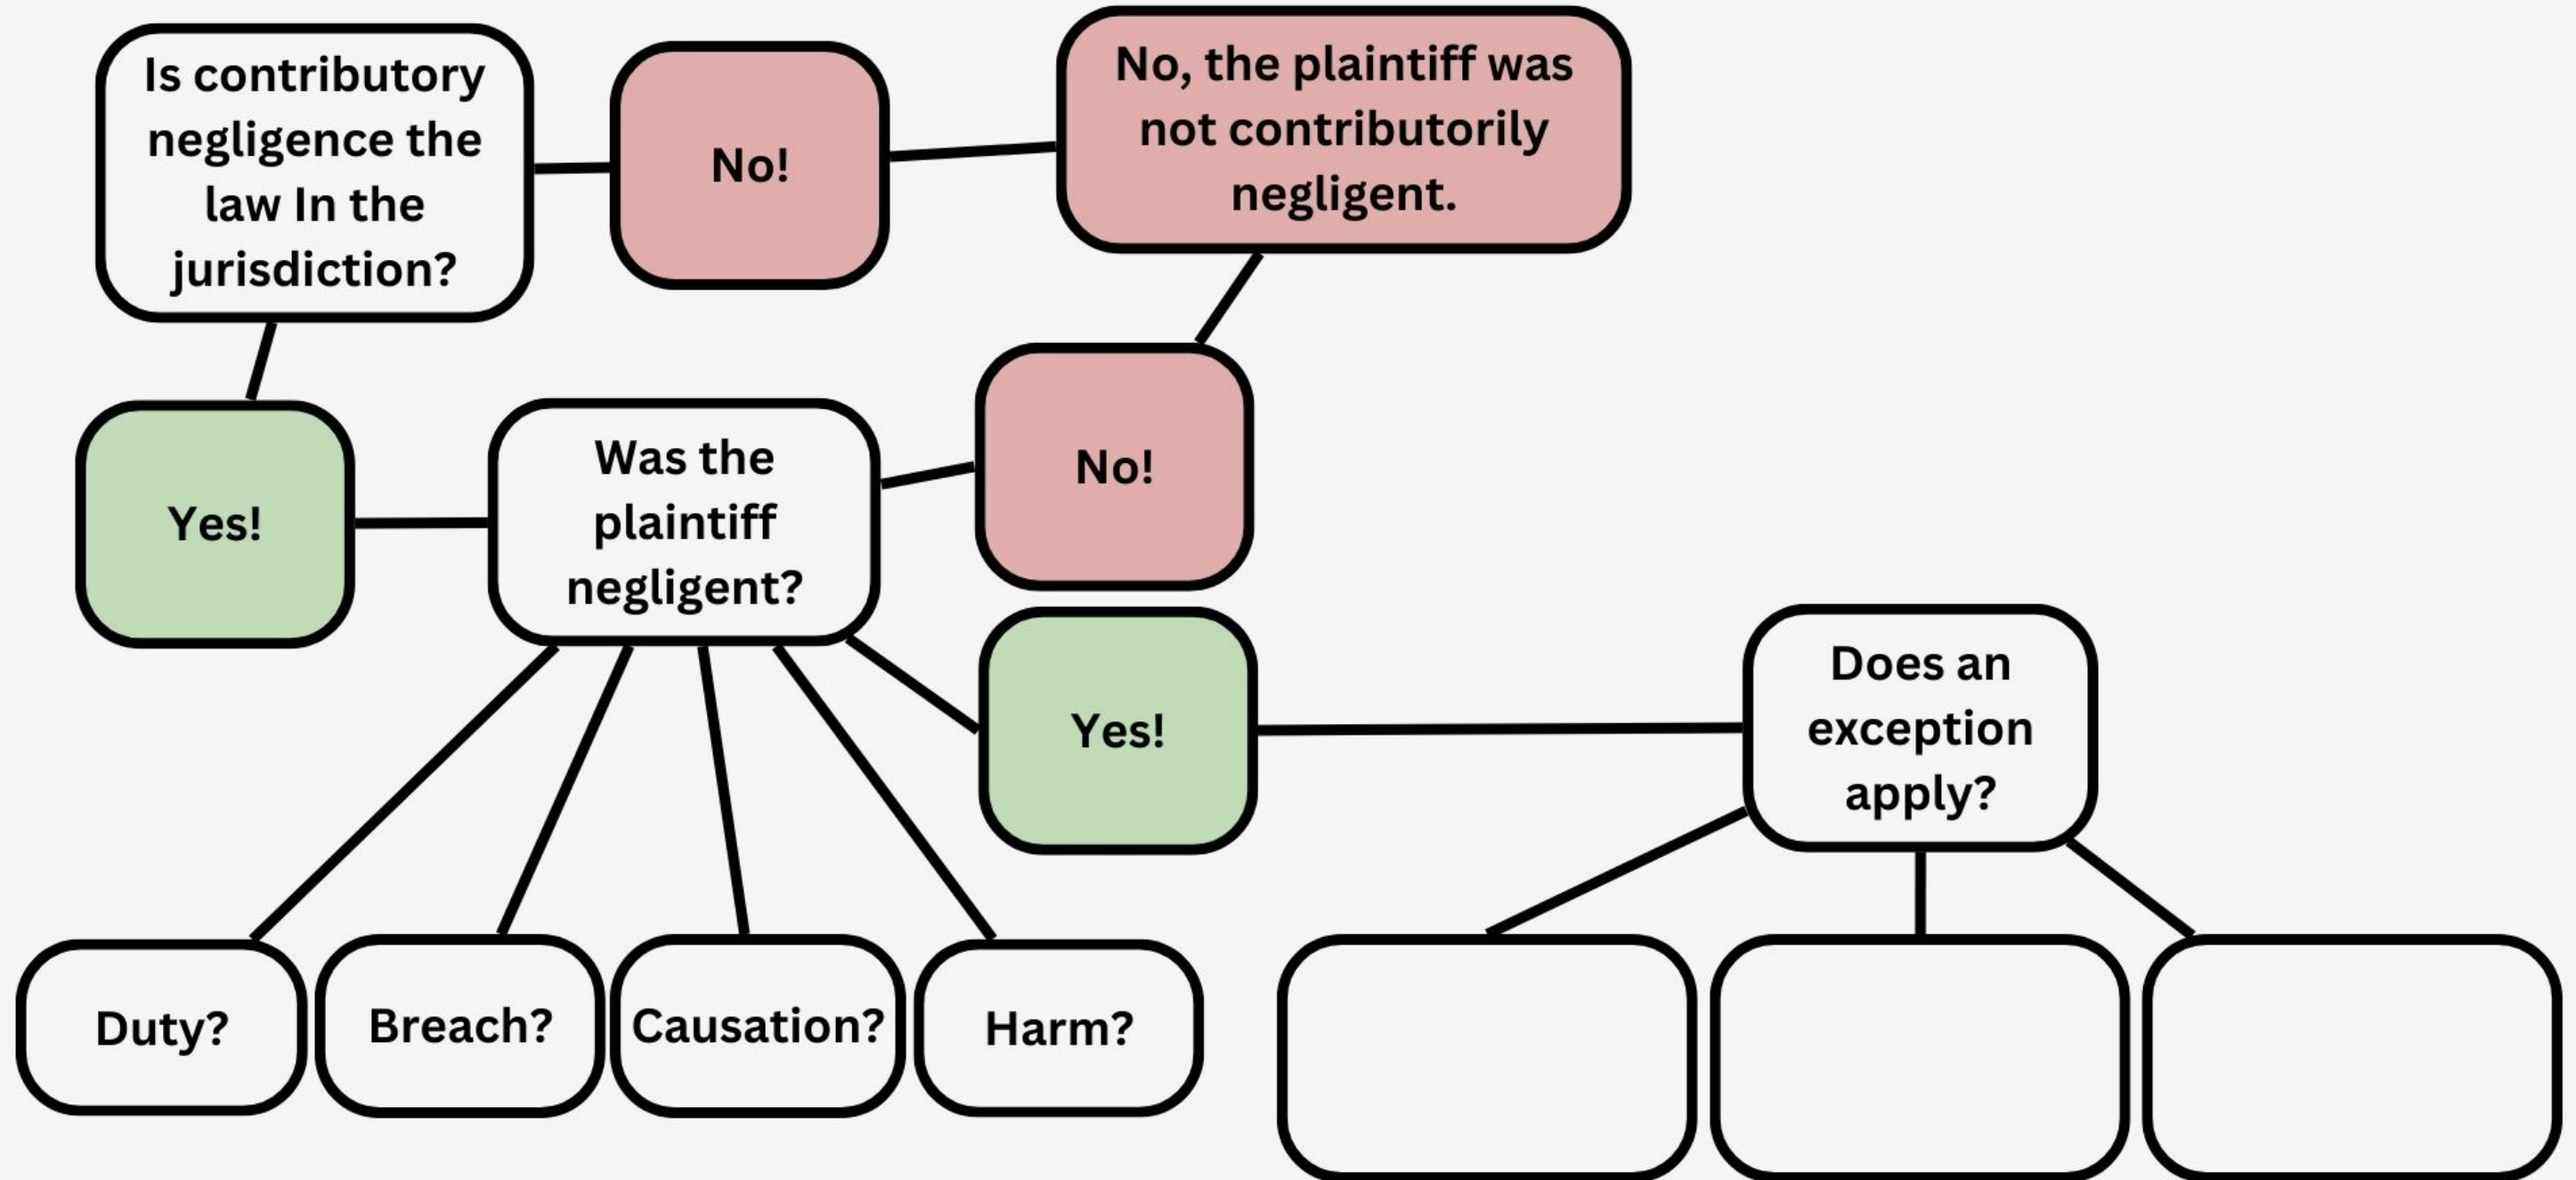 Is contributory
negligence the
law In the
jurisdiction?
No!
No, the plaintiff was
not contributorily
negligent.
Yes!
Was the
plaintiff
negligent?
No!
Yes!
Does an
exception
apply?
Duty?
Breach?
Causation?
Harm?